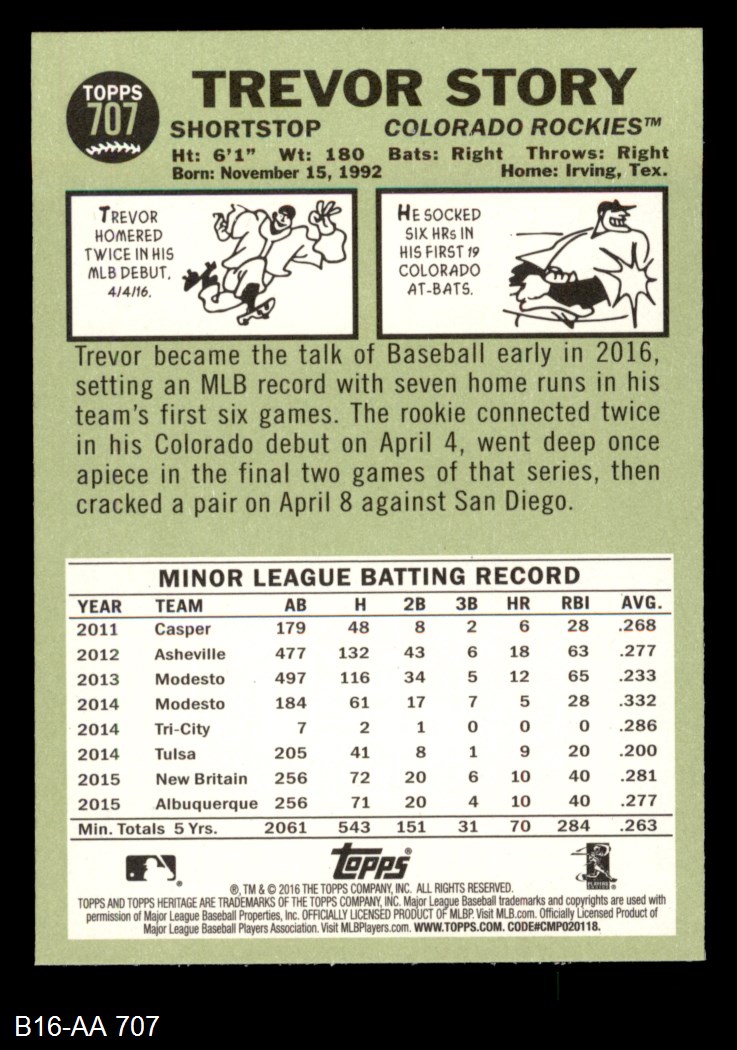 TOPPS
707
TREVOR STORY
SHORTSTOP COLORADO ROCKIES™
Ht: 6'1" Wt: 180 Bats: Right Throws: Right
Born: November 15, 1992 Home: Irving, Tex.
TREVOR
HOMERED
TWICE IN HIS
MLB DEBUT,
4/4/16.
HE SOCKED
SIX HRs IN
HIS FIRST 19
COLORADO
AT-BATS.
Trevor became the talk of Baseball early in 2016,
setting an MLB record with seven home runs in his
team's first six games. The rookie connected twice
in his Colorado debut on April 4, went deep once
apiece in the final two games of that series, then
cracked a pair on April 8 against San Diego.
MINOR LEAGUE BATTING RECORD
YEAR TEAM AB H 2B 3B HR RBI AVG.
2011 Casper 179 48 8 2 6 28 .268
2012 Asheville 477 132 43 6 18 63 .277
2013 Modesto 497 116 34 5 12 65 .233
2014 Modesto 184 61 17 7 5 28 .332
2014 Tri-City 7 2 1 0 0 0 .286
2014 Tulsa 205 41 8 1 9 20 .200
2015 New Britain 256 72 20 6 10 40 .281
2015 Albuquerque 256 71 20 4 10 40 .277
Min. Totals 5 Yrs. 2061 543 151 31 70 284 .263
Topps
®, TM & © 2016 THE TOPPS COMPANY, INC. ALL RIGHTS RESERVED.
TOPPS AND TOPPS HERITAGE ARE TRADEMARKS OF THE TOPPS COMPANY, INC. Major League Baseball trademarks and copyrights are used with
permission of Major League Baseball Properties, Inc. OFFICIALLY LICENSED PRODUCT OF MLBP. Visit MLB.com. Officially Licensed Product of
Major League Baseball Players Association. Visit MLBPlayers.com. WWW.TOPPS.COM. CODE#CMP020118.
B16-AA 707